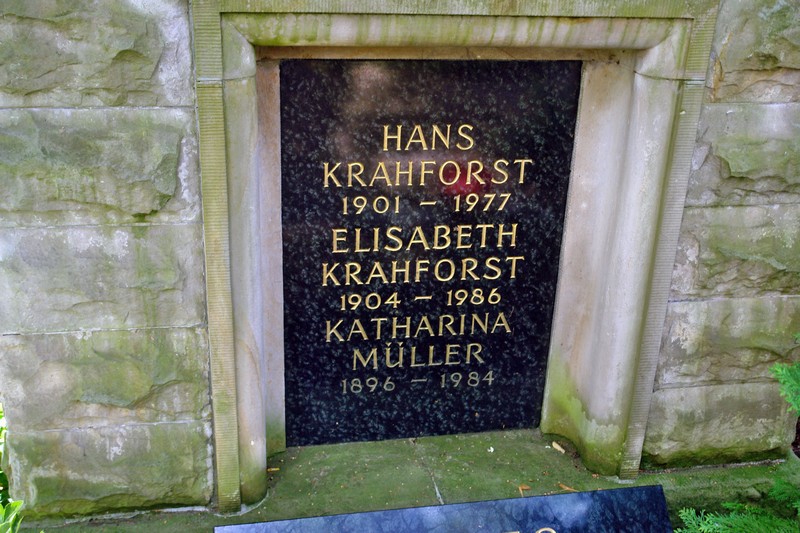 HANS
KRAHFORST
1901 – 1977
ELISABETH
KRAHFORST
1904 – 1986
KATHARINA
MÜLLER
1896 – 1984